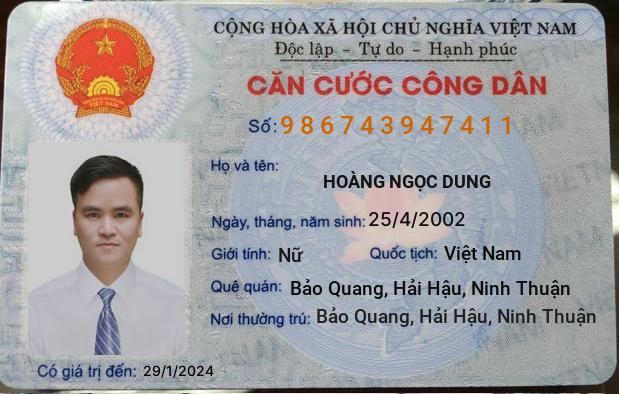 CỘNG HÒA XÃ HỘI CHỦ NGHĨA VIỆT NAM
Độc lập - Tự do - Hạnh phúc
CĂN CƯỚC CÔNG DÂN
Số: 986743947411
Họ và tên:
HOÀNG NGỌC DUNG
Ngày, tháng, năm sinh: 25/4/2002
Giới tính: Nữ Quốc tịch: Việt Nam
Quê quán: Bảo Quang, Hải Hậu, Ninh Thuận
Nơi thường trú: Bảo Quang, Hải Hậu, Ninh Thuận
Có giá trị đến: 29/1/2024
VIỆT NAM